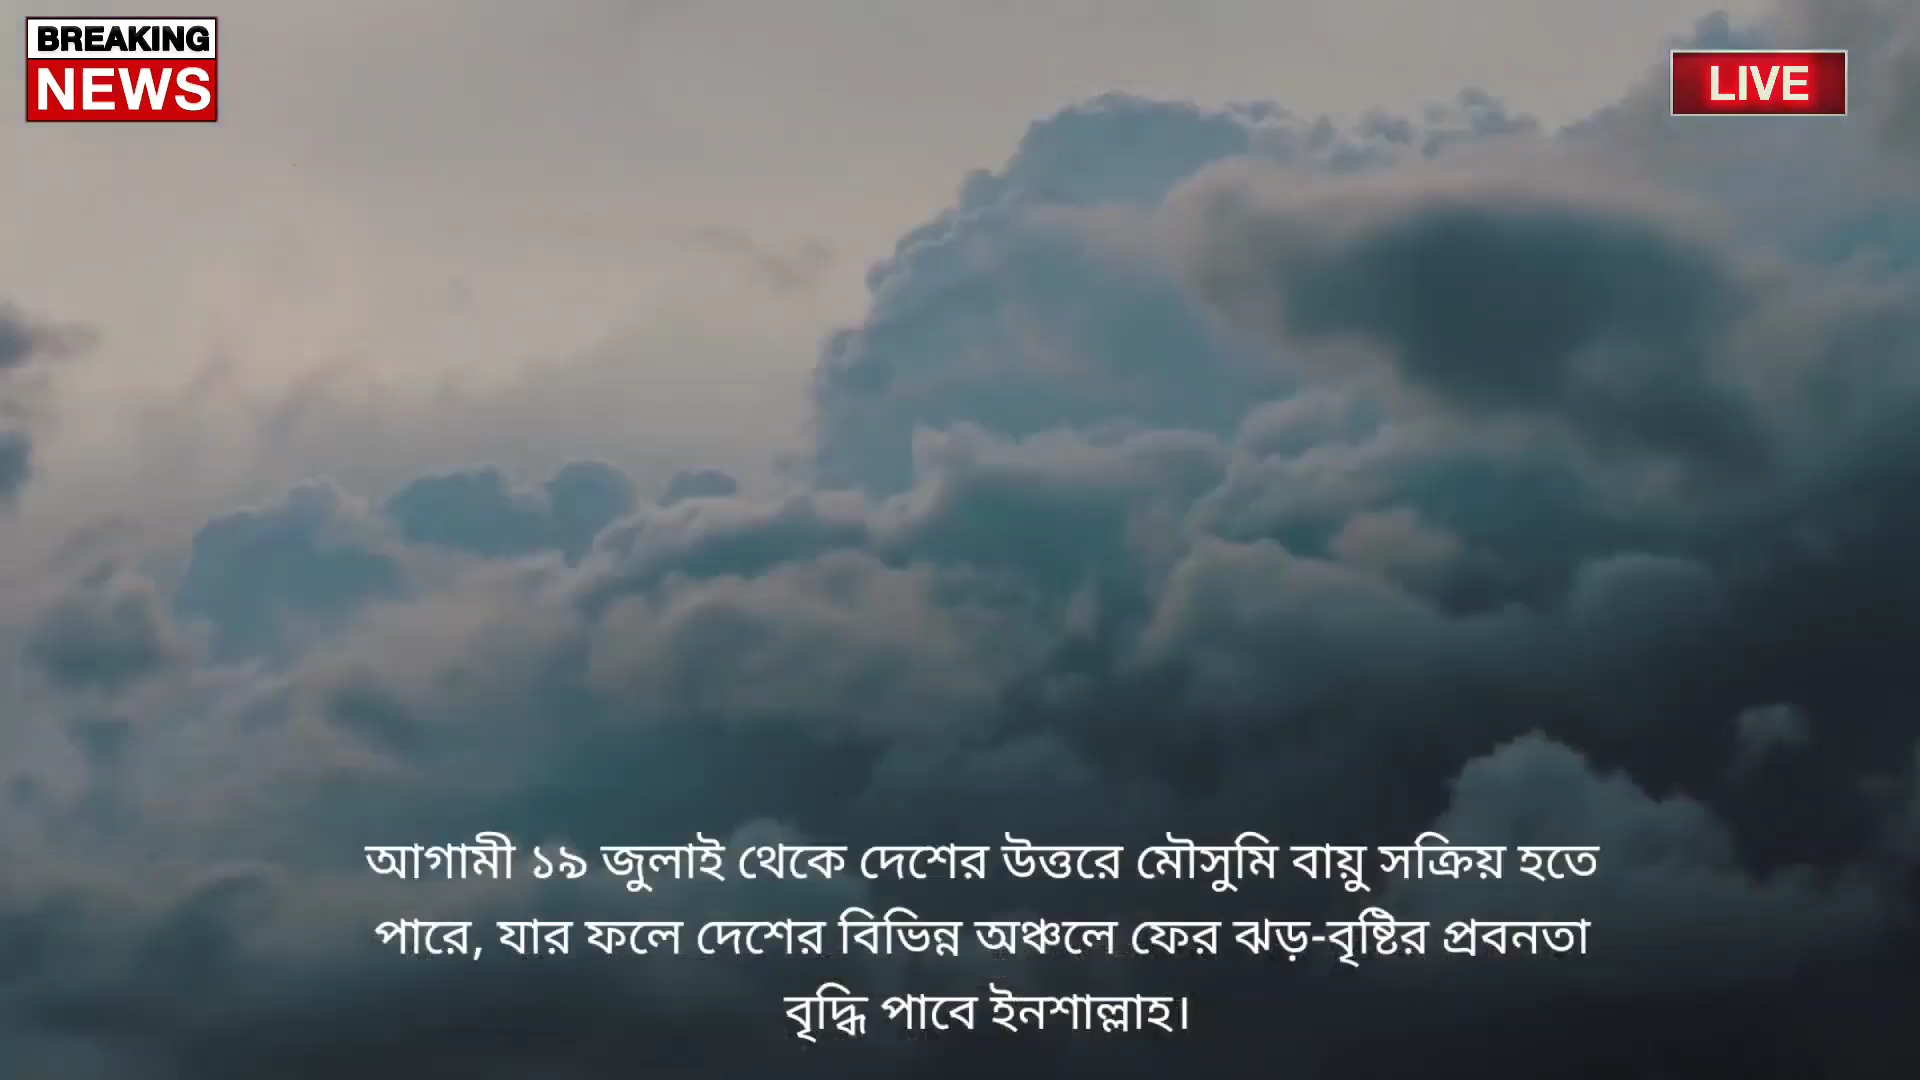 BREAKING
NEWS
LIVE
আগামী ১৯ জুলাই থেকে দেশের উত্তরে মৌসুমি বায়ু সক্রিয় হতে
পারে, যার ফলে দেশের বিভিন্ন অঞ্চলে ফের ঝড়-বৃষ্টির প্রবনতা
বৃদ্ধি পাবে ইনশাল্লাহ।